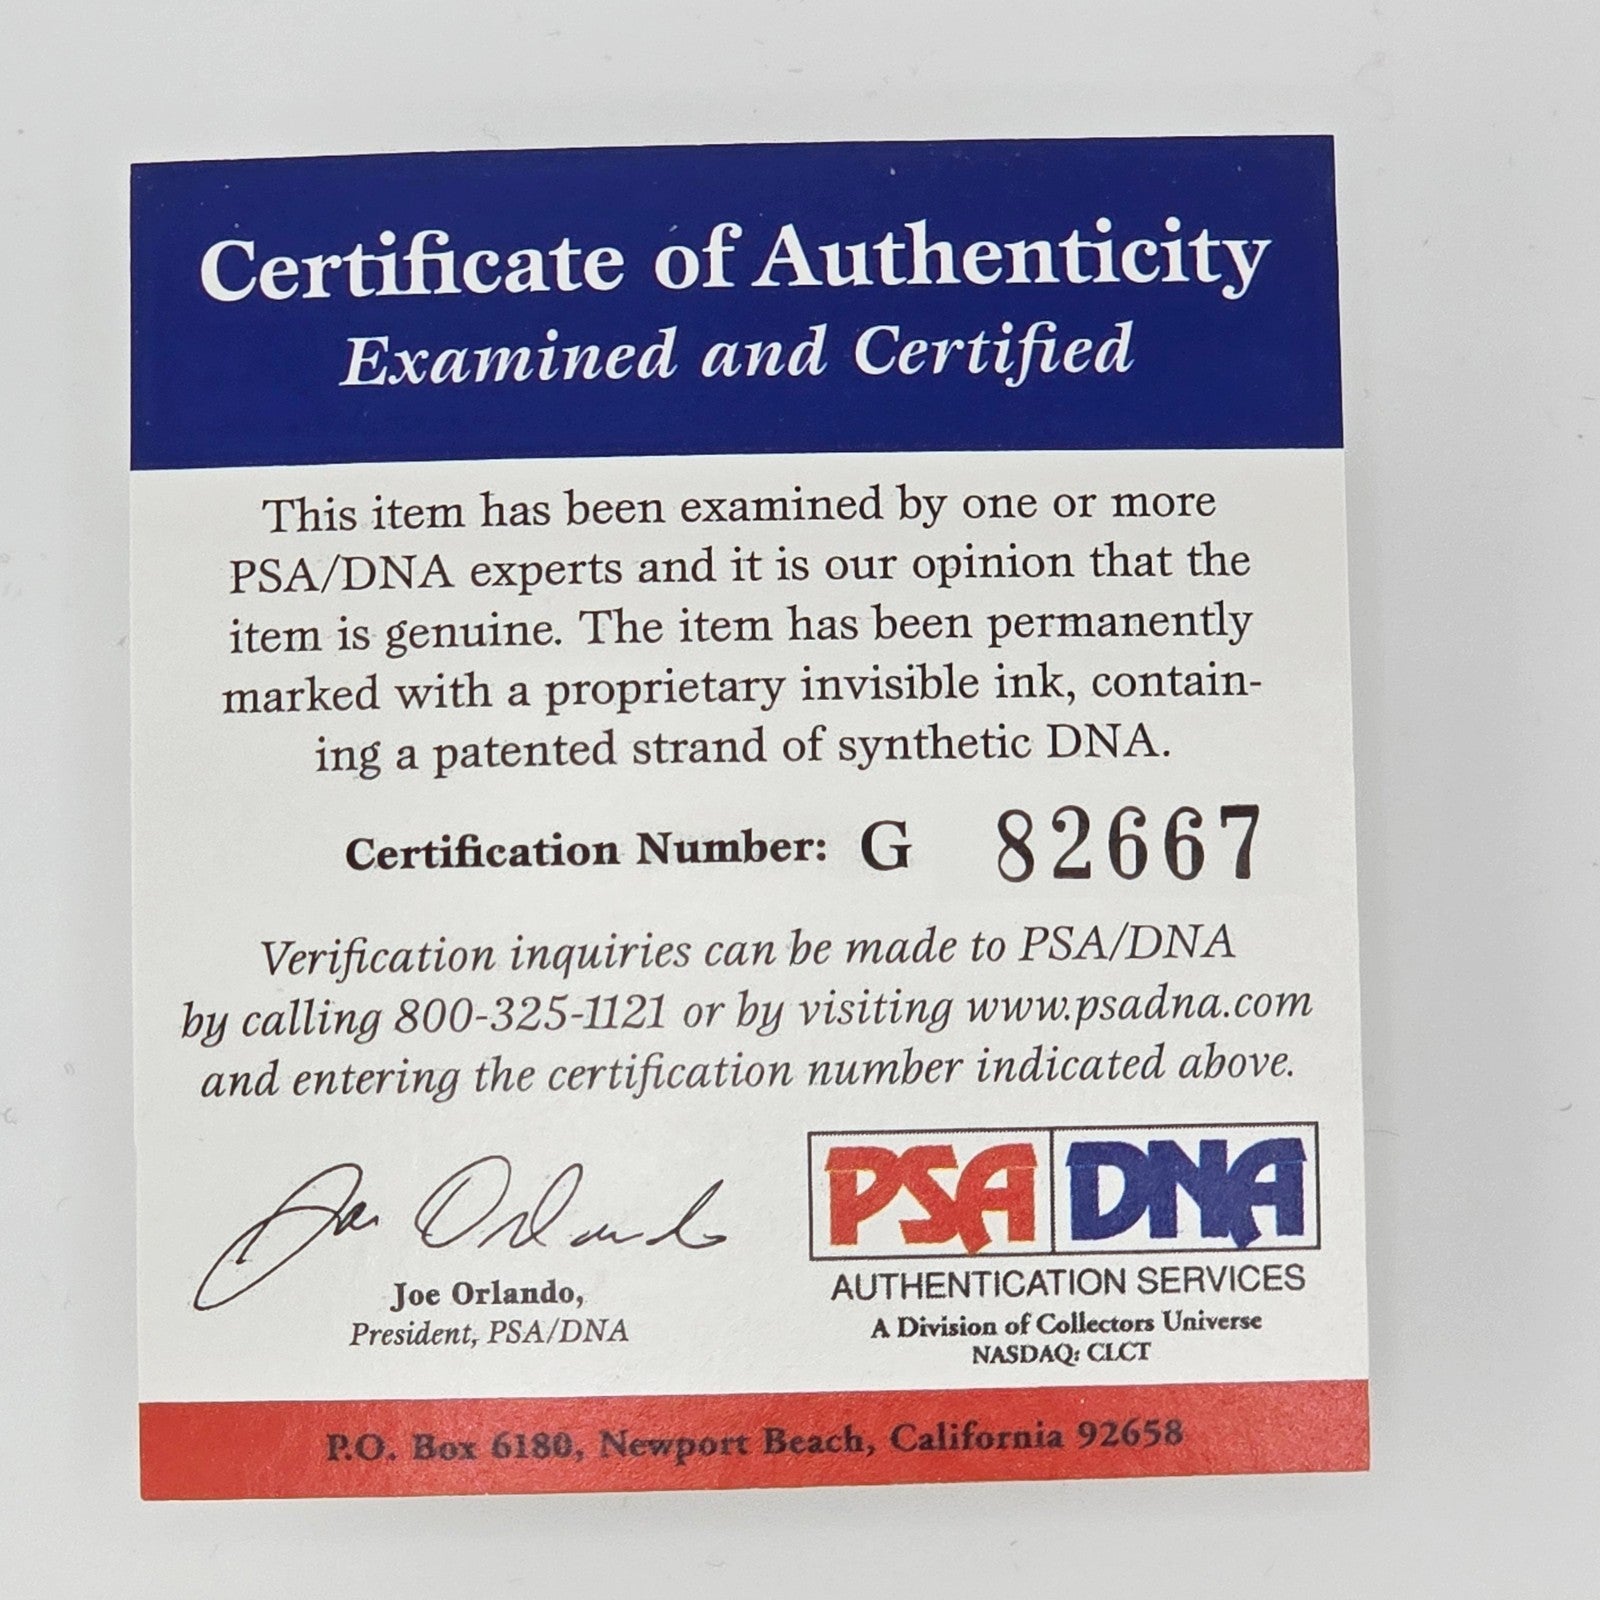 Certificate of Authenticity
Examined and Certified
This item has been examined by one or more
PSA/DNA experts and it is our opinion that the
item is genuine. The item has been permanently
marked with a proprietary invisible ink, contain-
ing a patented strand of synthetic DNA.
Certification Number: G 82667
Verification inquiries can be made to PSA/DNA
by calling 800-325-1121 or by visiting www.psadna.com
and entering the certification number indicated above.
Joe Orlando
Joe Orlando,
President, PSA/DNA
PSA DNA
AUTHENTICATION SERVICES
A Division of Collectors Universe
NASDAQ: CLCT
P.O. Box 6180, Newport Beach, California 92658